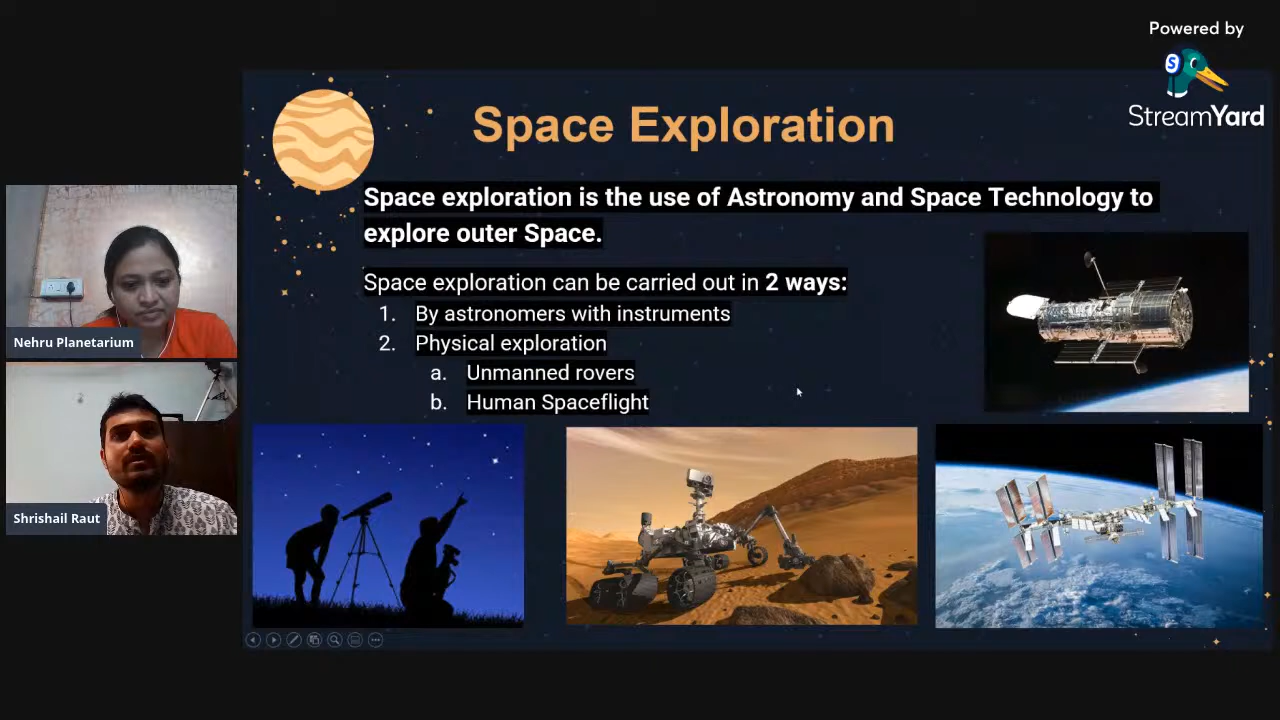 Powered by
StreamYard
Space Exploration
Space exploration is the use of Astronomy and Space Technology to
explore outer Space.
Space exploration can be carried out in 2 ways:
1. By astronomers with instruments
2. Physical exploration
a. Unmanned rovers
b. Human Spaceflight
Nehru Planetarium
Shrishail Raut